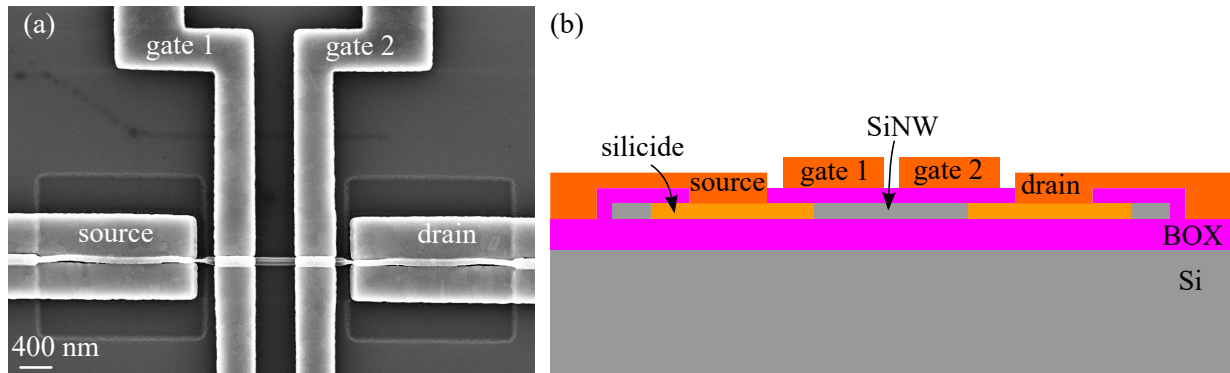 (a)
gate 1
gate 2
source
drain
400 nm
(b)
SiNW
silicide
gate 1
gate 2
source
drain
BOX
Si